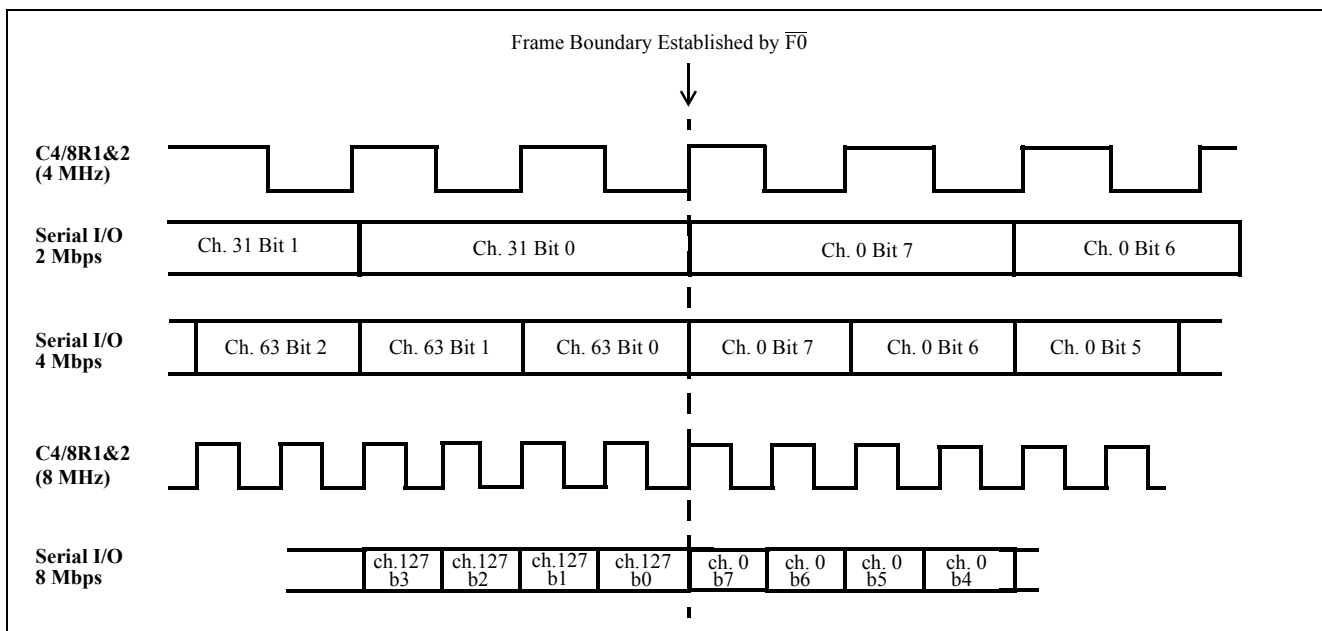 Frame Boundary Established by F̅0̅
C4/8R1&2
(4 MHz)
Serial I/O
2 Mbps
Ch. 31 Bit 1
Ch. 31 Bit 0
Ch. 0 Bit 7
Ch. 0 Bit 6
Serial I/O
4 Mbps
Ch. 63 Bit 2
Ch. 63 Bit 1
Ch. 63 Bit 0
Ch. 0 Bit 7
Ch. 0 Bit 6
Ch. 0 Bit 5
C4/8R1&2
(8 MHz)
Serial I/O
8 Mbps
ch.127
b3
ch.127
b2
ch.127
b1
ch.127
b0
ch. 0
b7
ch. 0
b6
ch. 0
b5
ch. 0
b4